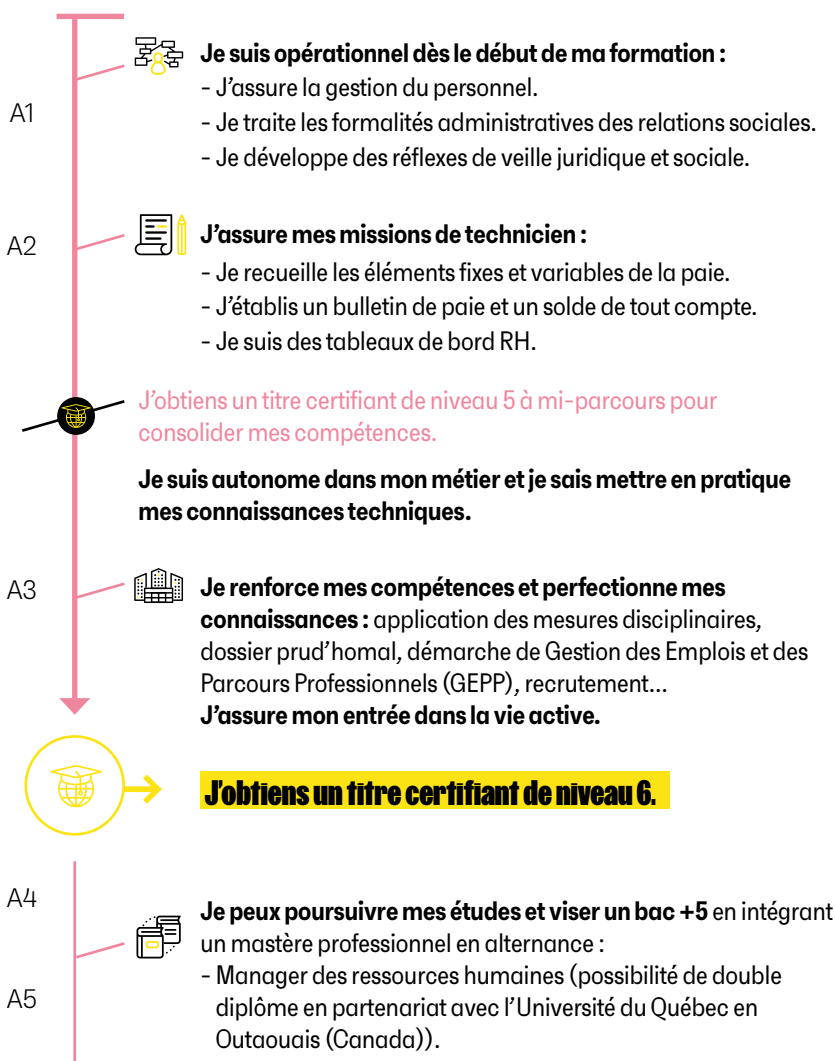 Je suis opérationnel dès le début de ma formation :
- J'assure la gestion du personnel.
A1
- Je traite les formalités administratives des relations sociales.
- Je développe des réflexes de veille juridique et sociale.
A2
J'assure mes missions de technicien :
- Je recueille les éléments fixes et variables de la paie.
- J'établis un bulletin de paie et un solde de tout compte.
- Je suis des tableaux de bord RH.
J'obtiens un titre certifiant de niveau 5 à mi-parcours pour
consolider mes compétences.
Je suis autonome dans mon métier et je sais mettre en pratique
mes connaissances techniques.
A3
Je renforce mes compétences et perfectionne mes
connaissances : application des mesures disciplinaires,
dossier prud'homal, démarche de Gestion des Emplois et des
Parcours Professionnels (GEPP), recrutement...
J'assure mon entrée dans la vie active.
J'obtiens un titre certifiant de niveau 6.
A4
Je peux poursuivre mes études et viser un bac +5 en intégrant
un mastère professionnel en alternance :
- Manager des ressources humaines (possibilité de double
A5
diplôme en partenariat avec l'Université du Québec en
Outaouais (Canada)).